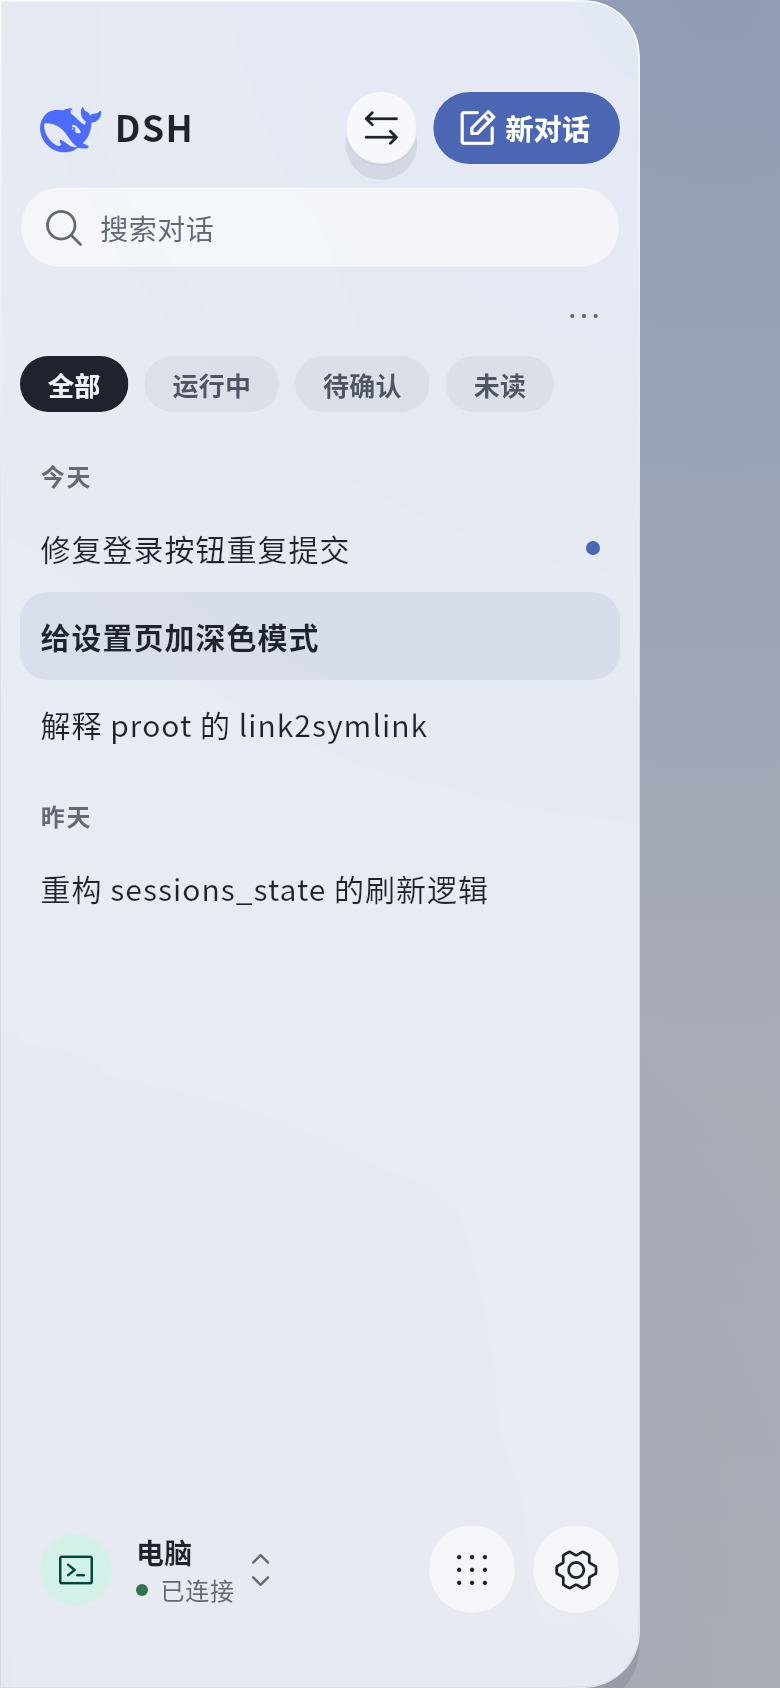 DSH
新对话
搜索对话
...
全部 运行中 待确认 未读
今天
修复登录按钮重复提交
给设置页加深色模式
解释 proot 的 link2symlink
昨天
重构 sessions_state 的刷新逻辑
电脑
已连接